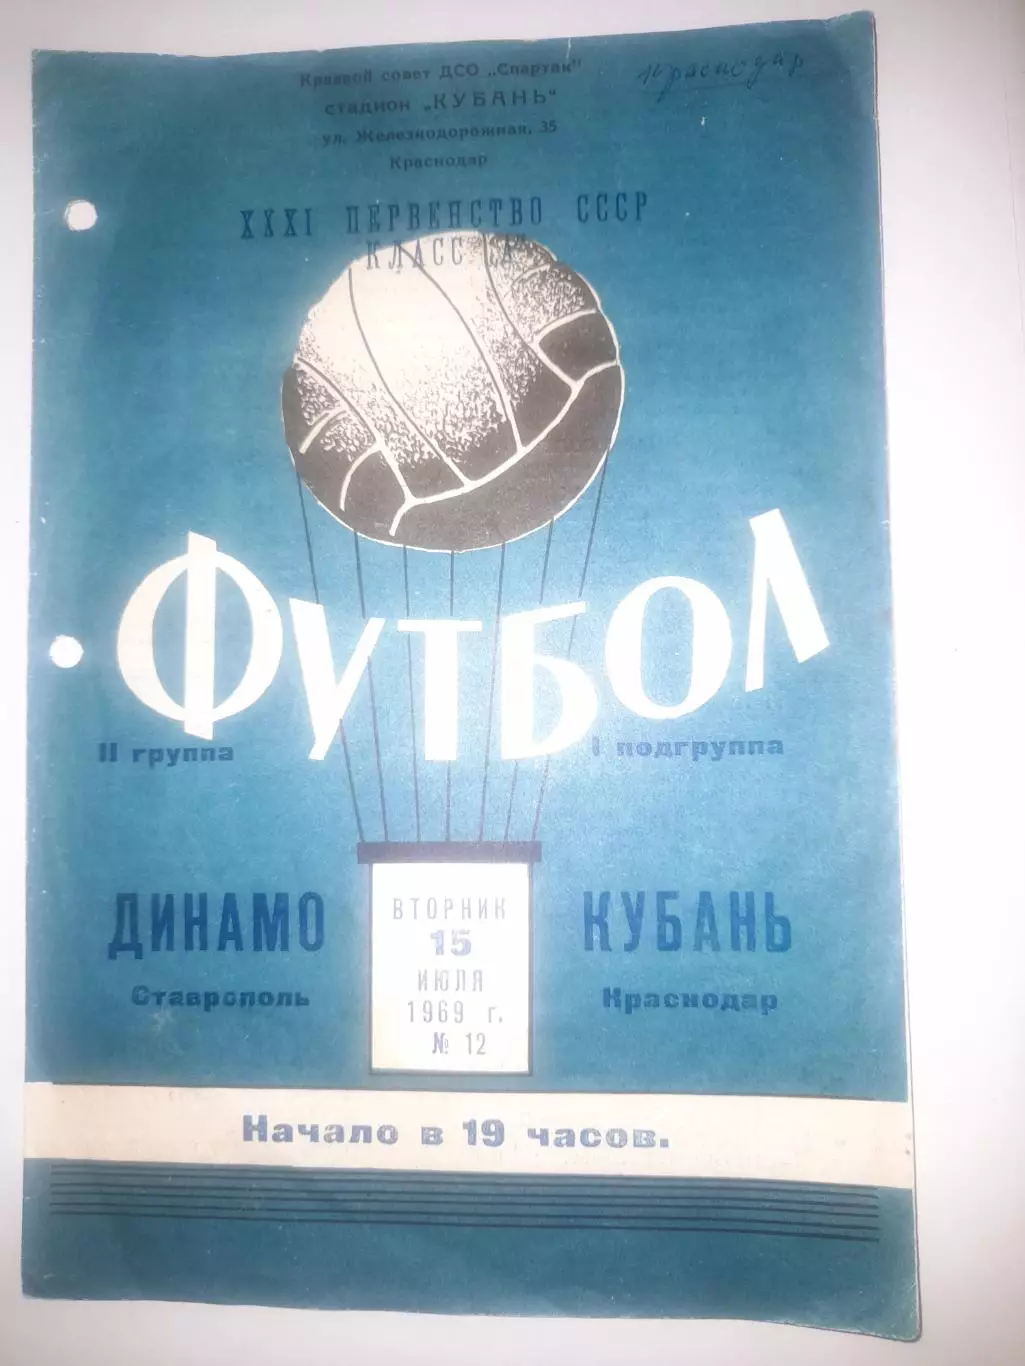 Краевой совет ДСО „Спартак"
стадион „КУБАНЬ"
ул. Железнодорожная, 35
Краснодар
Краснодар
XXXI ПЕРВЕНСТВО СССР
КЛАСС „А"
ФУТБОЛ
II группа
I подгруппа
ДИНАМО
Ставрополь
ВТОРНИК
15
ИЮЛЯ
1969 г.
№ 12
КУБАНЬ
Краснодар
Начало в 19 часов.